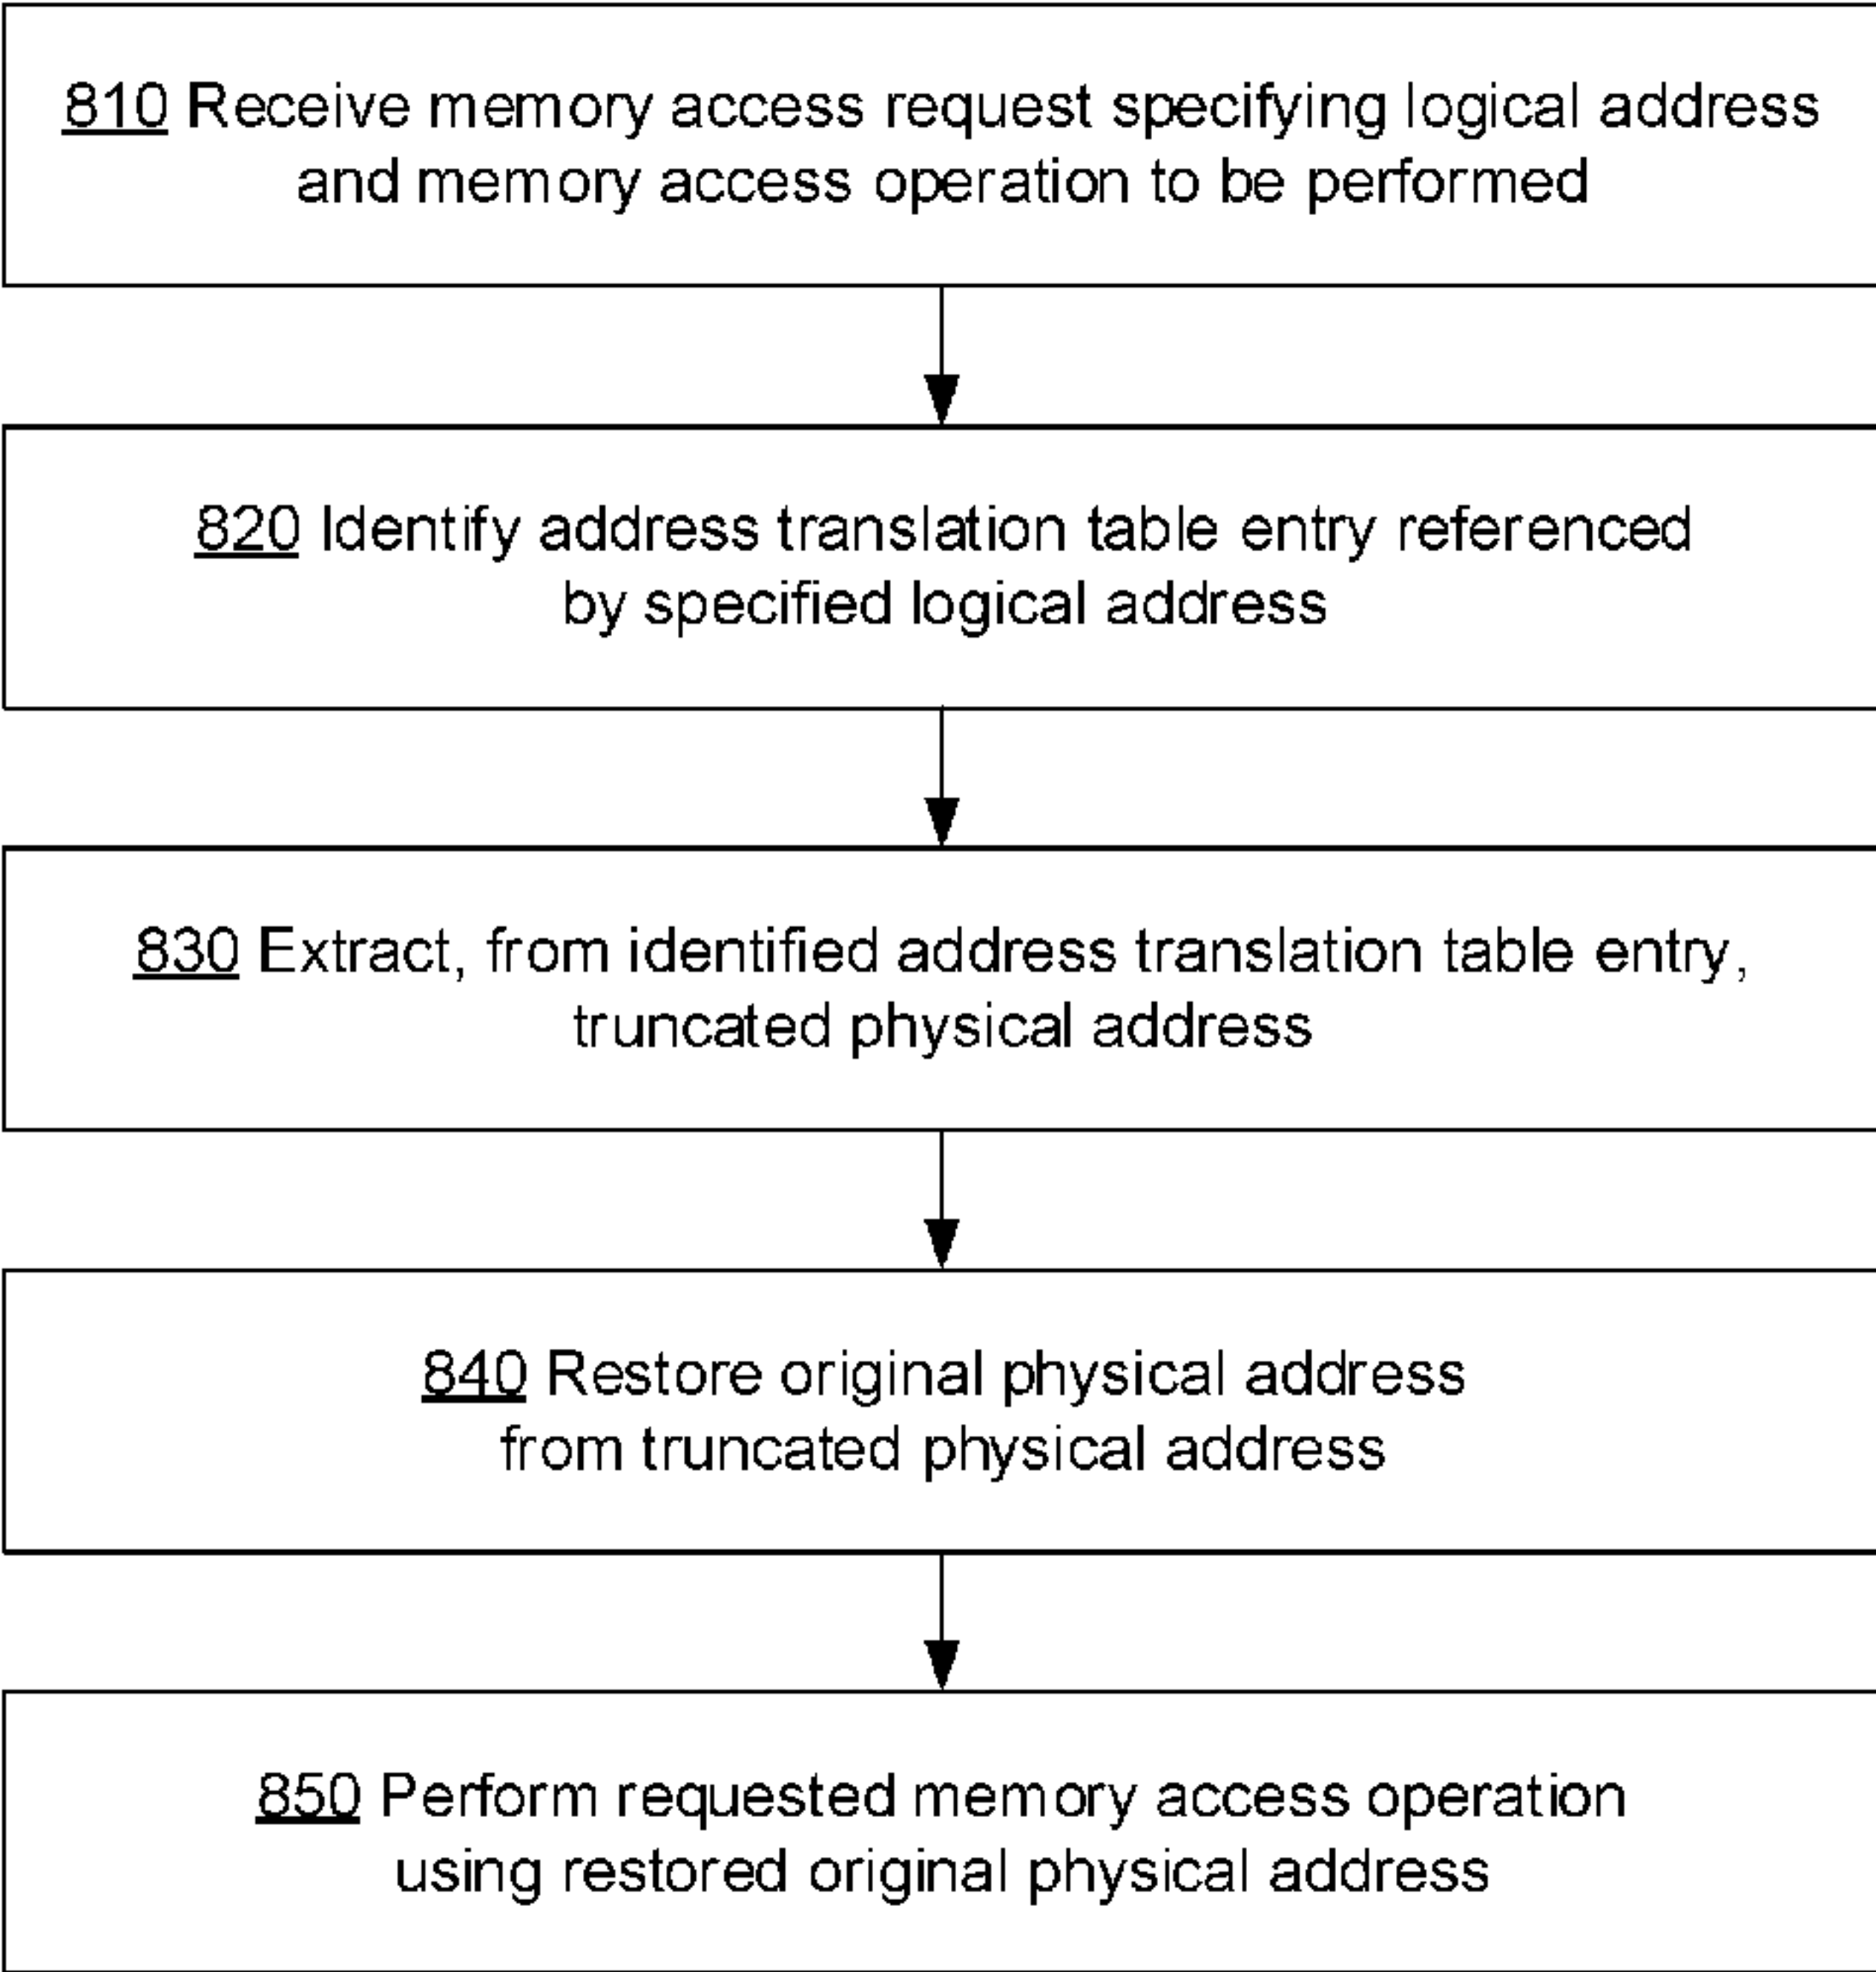 810 Receive memory access request specifying logical address
and memory access operation to be performed
820 Identify address translation table entry referenced
by specified logical address
830 Extract, from identified address translation table entry,
truncated physical address
840 Restore original physical address
from truncated physical address
850 Perform requested memory access operation
using restored original physical address